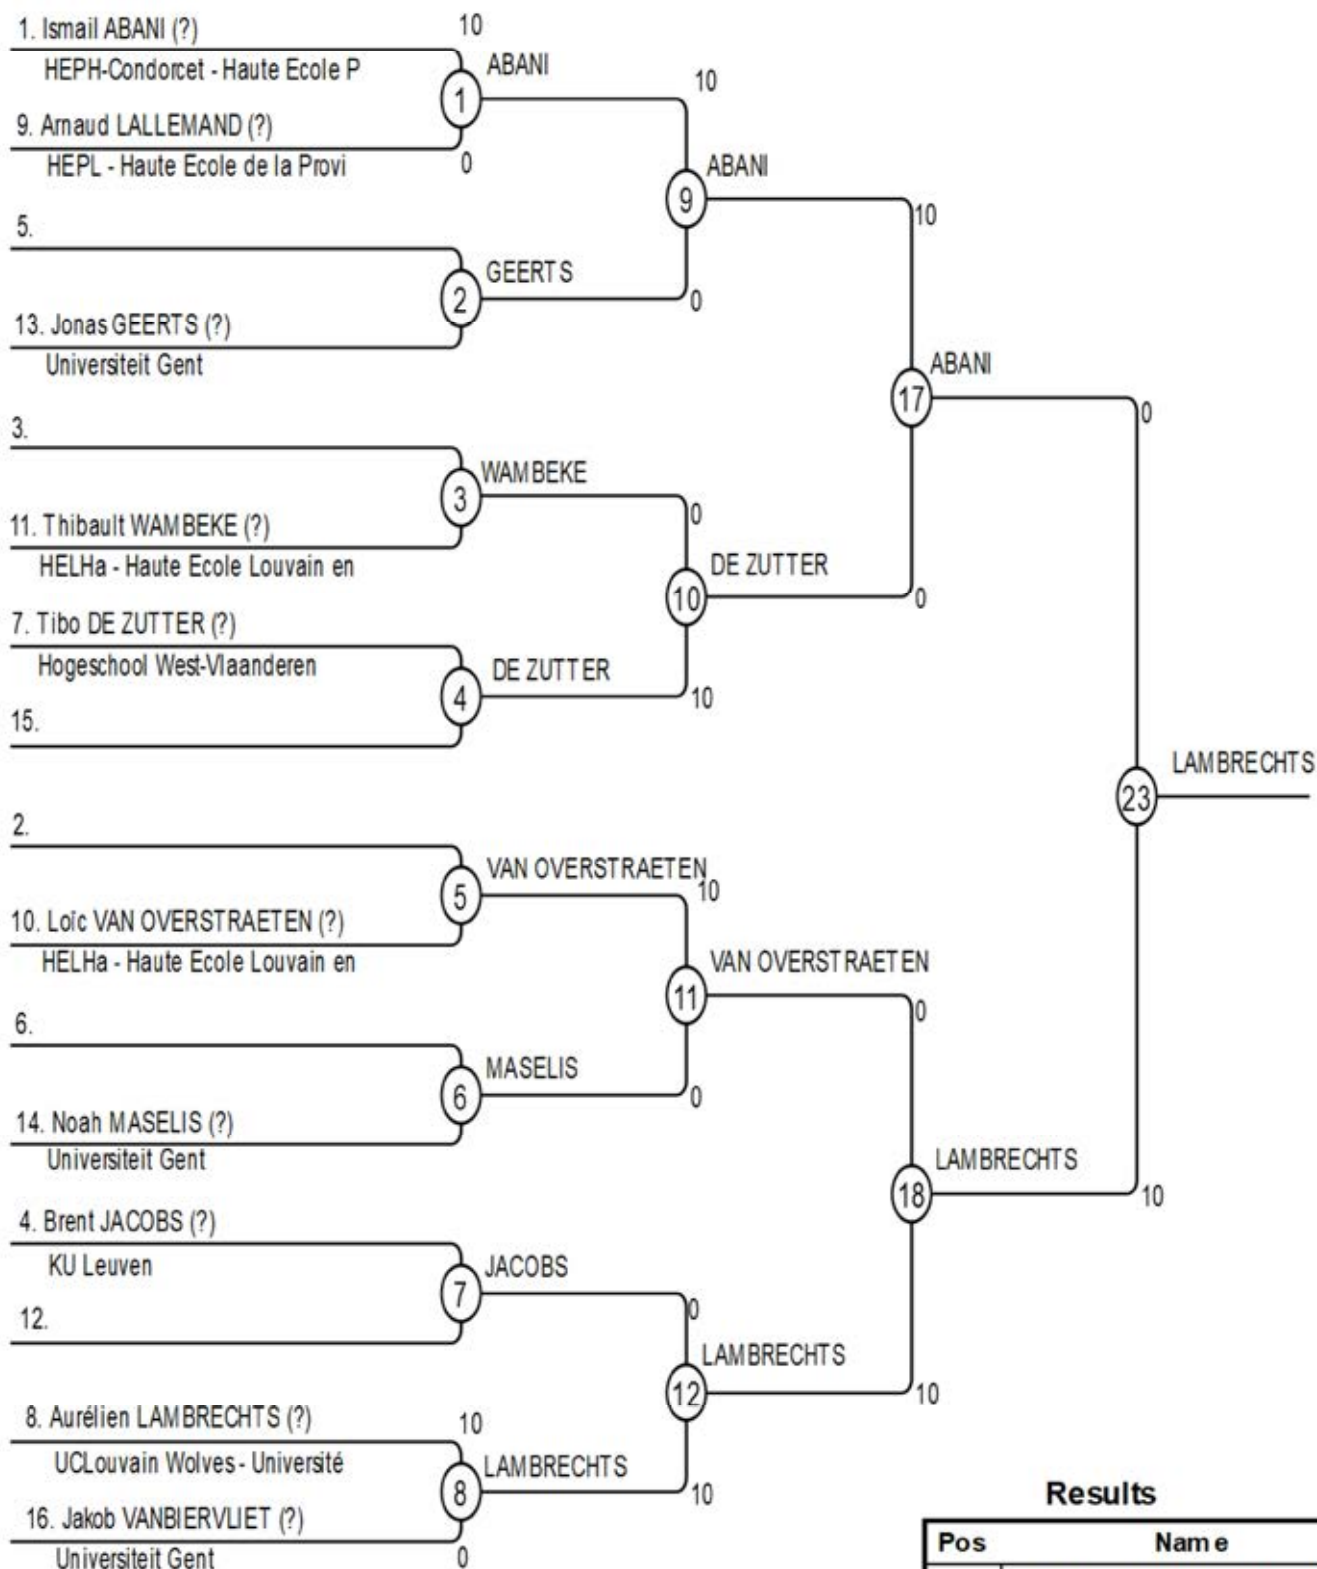 1. Ismail ABANI (?)
10
HEPH-Condorcet - Haute Ecole P
ABANI
10
1
9. Arnaud LALLEMAND (?)
HEPL - Haute Ecole de la Provi
0
ABANI
9
10
5.
GEERTS
2
0
13. Jonas GEERTS (?)
Universiteit Gent
ABANI
17
0
3.
WAMBEKE
3
0
11. Thibault WAMBEKE (?)
HELHa - Haute Ecole Louvain en
DE ZUTTER
10
0
7. Tibo DE ZUTTER (?)
Hogeschool West-Vlaanderen
DE ZUTTER
4
10
15.
LAMBRECHTS
23
2.
VAN OVERSTRAETEN
5
10
10. Loïc VAN OVERSTRAETEN (?)
HELHa - Haute Ecole Louvain en
VAN OVERSTRAETEN
11
0
6.
MASELIS
6
0
14. Noah MASELIS (?)
Universiteit Gent
LAMBRECHTS
18
10
4. Brent JACOBS (?)
KU Leuven
JACOBS
7
0
12.
LAMBRECHTS
12
10
8. Aurélien LAMBRECHTS (?)
10
UCLouvain Wolves - Université
LAMBRECHTS
8
10
16. Jakob VANBIERVLIET (?)
Universiteit Gent
0
Results
Pos Name